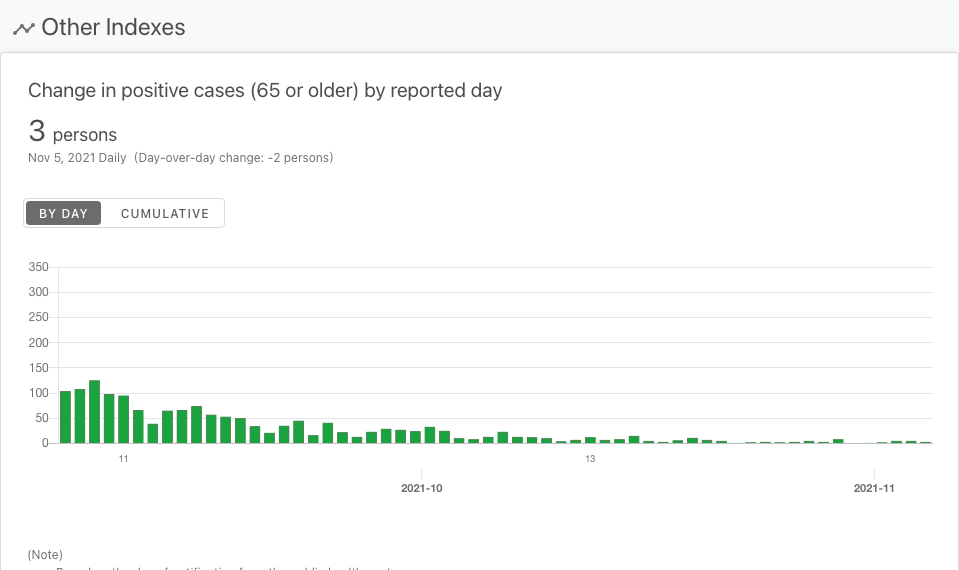 Other Indexes
Change in positive cases (65 or older) by reported day
3 persons
Nov 5, 2021 Daily (Day-over-day change: -2 persons)
BY DAY CUMULATIVE
350
300
250
200
150
100
50
0
11 13
2021-10 2021-11
(Note)